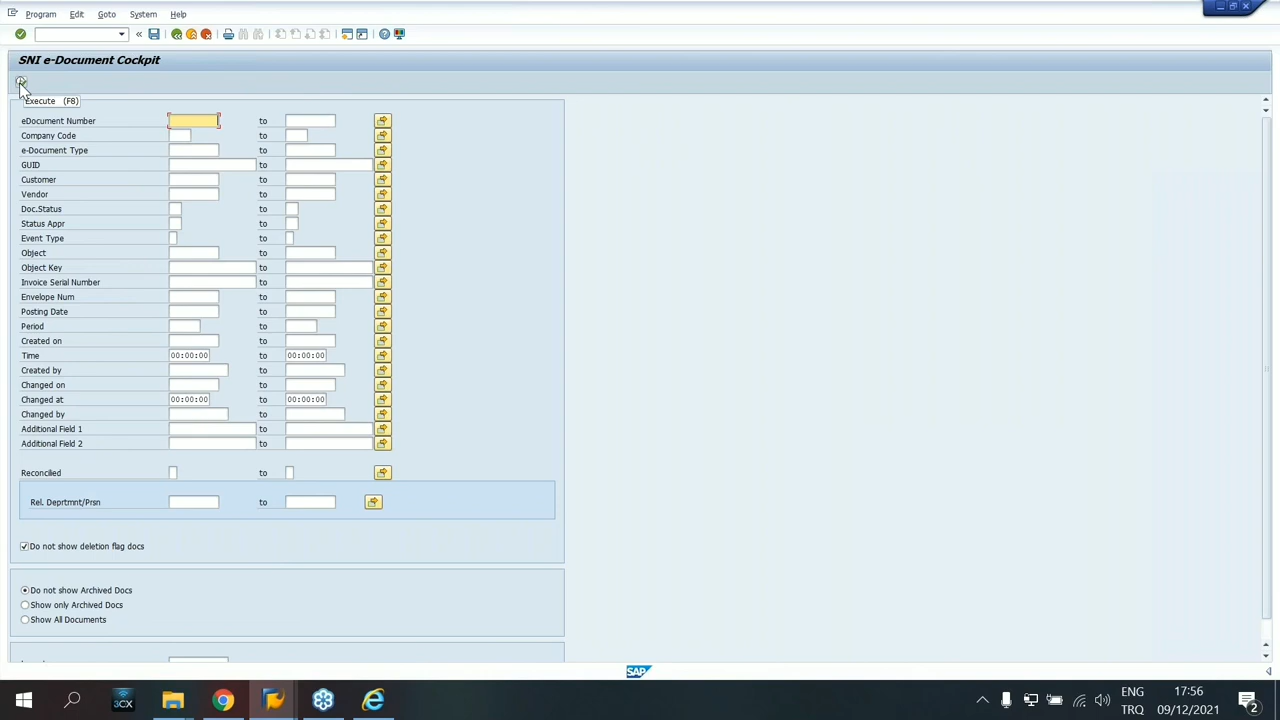 Program Edit Goto System Help
SNI e-Document Cockpit
Execute (F8)
eDocument Number to
Company Code to
e-Document Type to
GUID to
Customer to
Vendor to
Doc.Status to
Status Appr to
Event Type to
Object to
Object Key to
Invoice Serial Number to
Envelope Num to
Posting Date to
Period to
Created on to
Time 00:00:00 to 00:00:00
Created by to
Changed on to
Changed at 00:00:00 to 00:00:00
Changed by to
Additional Field 1 to
Additional Field 2 to
Reconciled to
Rel. Deprtmnt/Prsn to
Do not show deletion flag docs
Do not show Archived Docs
Show only Archived Docs
Show All Documents
SAP
3CX
ENG 17:56
TRQ 09/12/2021 2